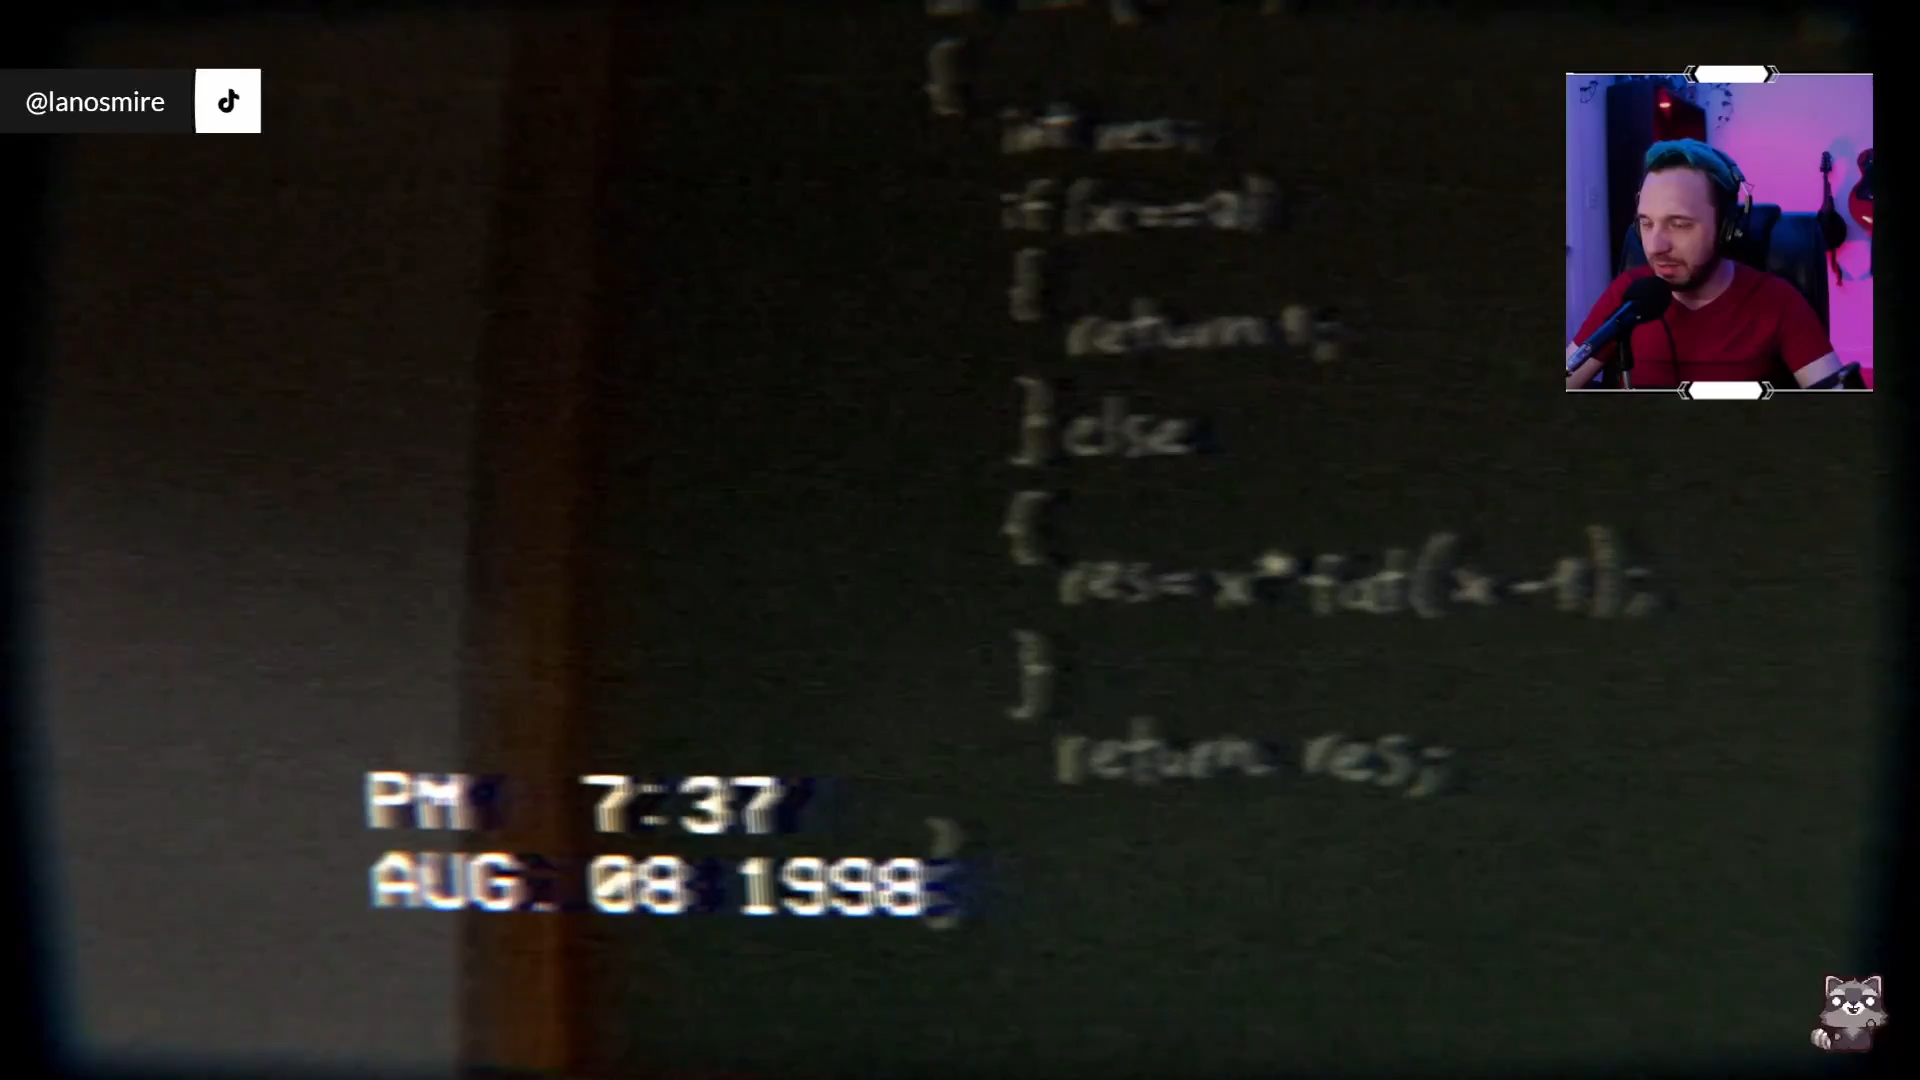 @lanosmire
{
int res;
if (x==0)
{
return 1;
} else
{
res=x*fat(x-1);
}
return res;
}
PM 7:37
AUG. 08 1998